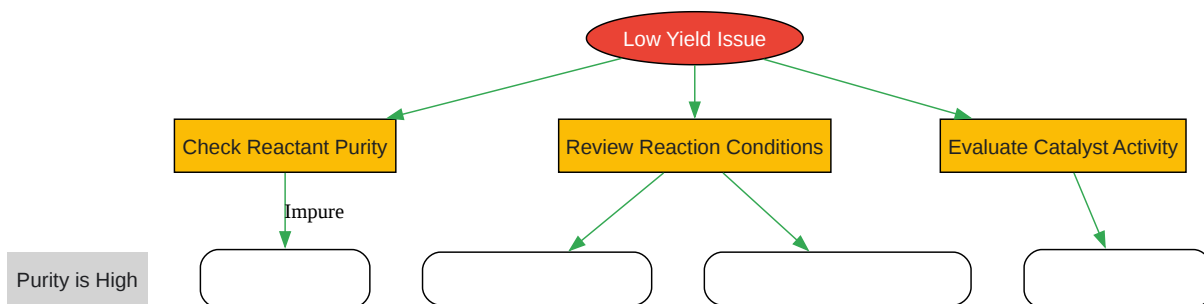 Low Yield Issue
Check Reactant Purity
Review Reaction Conditions
Evaluate Catalyst Activity
Impure
Purity is High